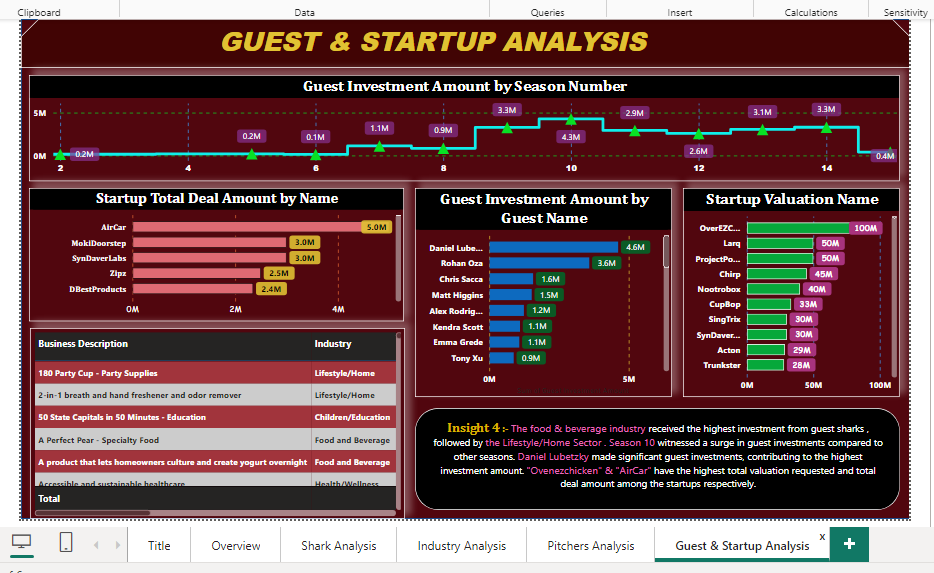 Clipboard
Data
Queries
Insert
Calculations
Sensitivity
GUEST & STARTUP ANALYSIS
Guest Investment Amount by Season Number
5M
0M
0.2M
0.2M
0.1M
1.1M
0.9M
3.3M
4.3M
2.9M
2.6M
3.1M
3.3M
0.4M
2 4 6 8 10 12 14
Startup Total Deal Amount by Name
AirCar 5.0M
MokiDoorstep 3.0M
SynDaverLabs 3.0M
Zipz 2.5M
DBestProducts 2.4M
0M 2M 4M
Guest Investment Amount by
Guest Name
Daniel Lube... 4.6M
Rohan Oza 3.6M
Chris Sacca 1.6M
Matt Higgins 1.5M
Alex Rodrig... 1.2M
Kendra Scott 1.1M
Emma Grede 1.1M
Tony Xu 0.9M
0M 5M
Startup Valuation Name
OverEZC... 100M
Larq 50M
ProjectPo... 50M
Chirp 45M
Nootrobox 40M
CupBop 33M
SingTrix 30M
SynDaver... 30M
Acton 29M
Trunkster 28M
0M 50M 100M
Business Description Industry
180 Party Cup - Party Supplies Lifestyle/Home
2-in-1 breath and hand freshener and odor remover Lifestyle/Home
50 State Capitals in 50 Minutes - Education Children/Education
A Perfect Pear - Specialty Food Food and Beverage
A product that lets homeowners culture and create yogurt overnight Food and Beverage
Accessible and sustainable healthcare Health/Wellness
Total
Insight 4 :- The food & beverage industry received the highest investment from guest sharks ,
followed by the Lifestyle/Home Sector . Season 10 witnessed a surge in guest investments compared to
other seasons. Daniel Lubetzky made significant guest investments, contributing to the highest
investment amount. "Ovenezchicken" & "AirCar" have the highest total valuation requested and total
deal amount among the startups respectively.
Title
Overview
Shark Analysis
Industry Analysis
Pitchers Analysis
Guest & Startup Analysis x
+